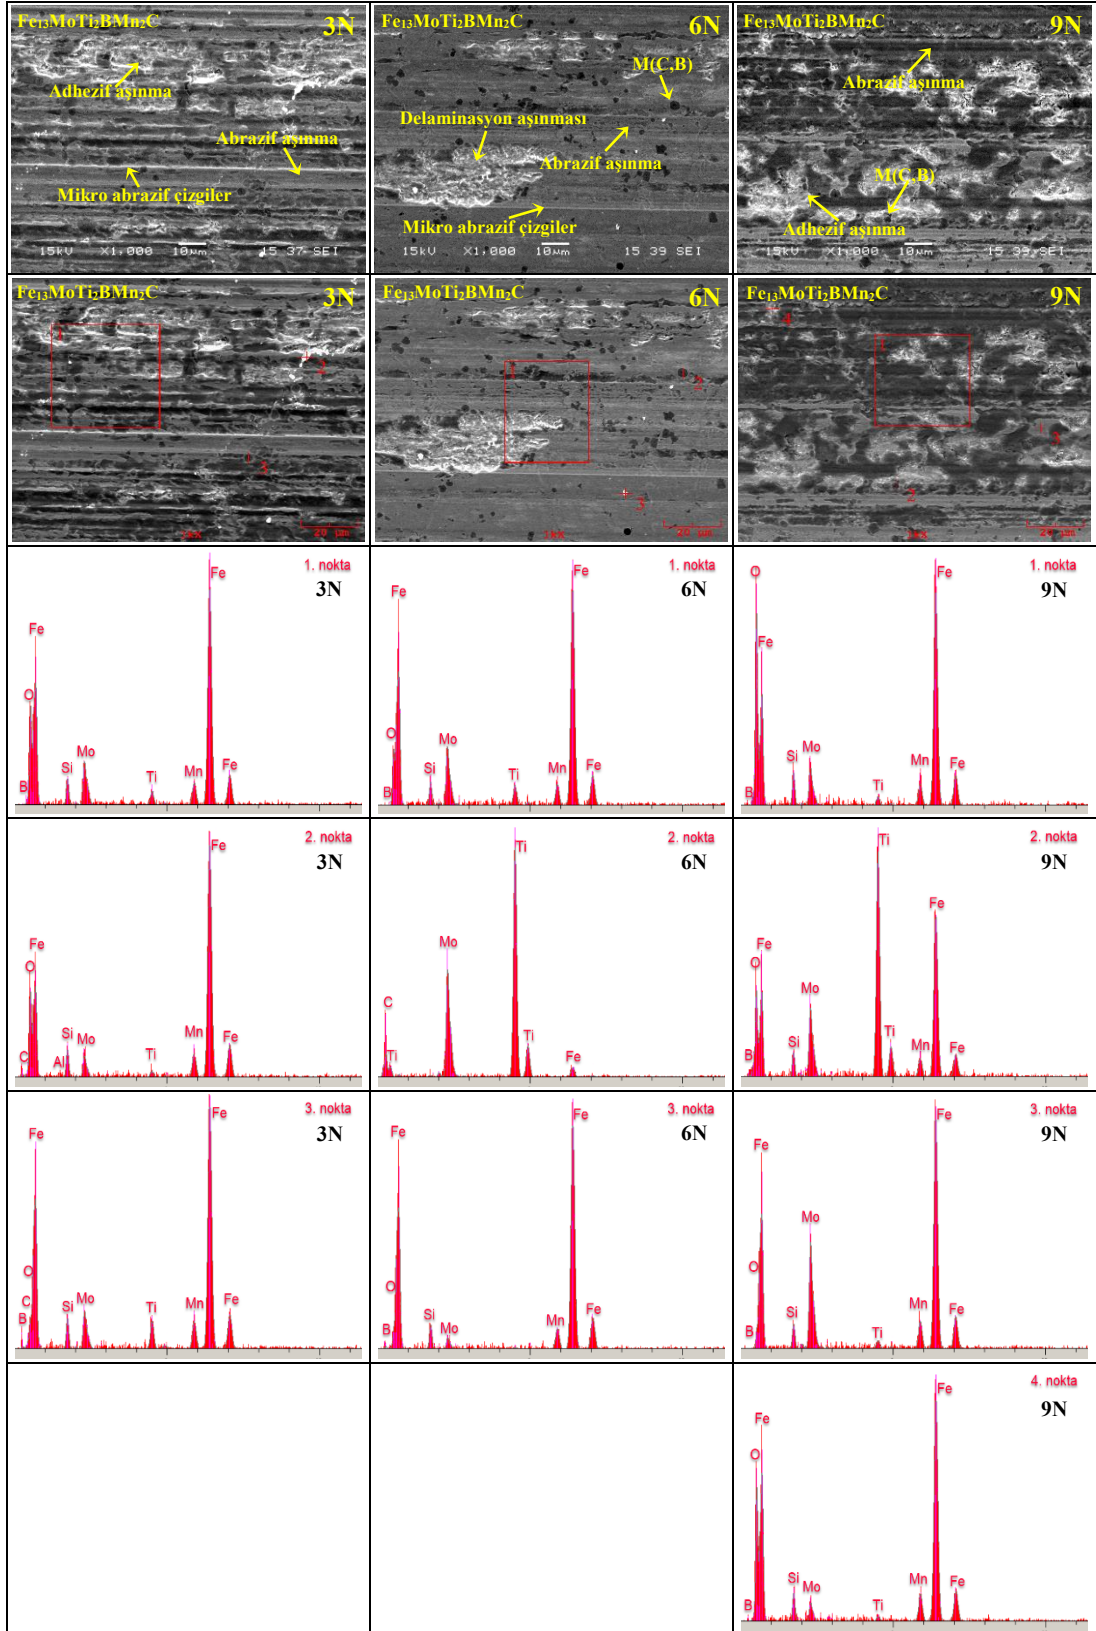 Fe₁₃MoTi₂BMn₂C 3N
Adhezif aşınma
Abrazif aşınma
Mikro abrazif çizgiler
15kV X1,000 10μm 15 37 SEI
Fe₁₃MoTi₂BMn₂C 6N
M(C,B)
Delaminasyon aşınması
Abrazif aşınma
Mikro abrazif çizgiler
15kV X1,000 10μm 15 39 SEI
Fe₁₃MoTi₂BMn₂C 9N
Abrazif aşınma
M(C,B)
Adhezif aşınma
15kV X1,000 10μm 15 39 SEI
Fe₁₃MoTi₂BMn₂C 3N
1
2
3
20 μm
Fe₁₃MoTi₂BMn₂C 6N
1
2
3
20 μm
Fe₁₃MoTi₂BMn₂C 9N
4
1
3
2
20 μm
1. nokta
3N
Fe
Fe
O
B
Si
Mo
Ti
Mn
Fe
1. nokta
6N
Fe
Fe
O
B
Si
Mo
Ti
Mn
Fe
1. nokta
9N
O
Fe
Fe
B
Si
Mo
Ti
Mn
Fe
2. nokta
3N
Fe
Fe
O
C
Al
Si
Mo
Ti
Mn
Fe
2. nokta
6N
Ti
Mo
C
Ti
Ti
Fe
2. nokta
9N
Ti
Fe
Fe
O
B
Si
Mo
Ti
Mn
Fe
3. nokta
3N
Fe
Fe
O
C
B
Si
Mo
Ti
Mn
Fe
3. nokta
6N
Fe
Fe
O
B
Si
Mo
Mn
Fe
3. nokta
9N
Fe
Fe
Mo
O
B
Si
Ti
Mn
Fe
4. nokta
9N
Fe
Fe
O
B
Si
Mo
Ti
Mn
Fe